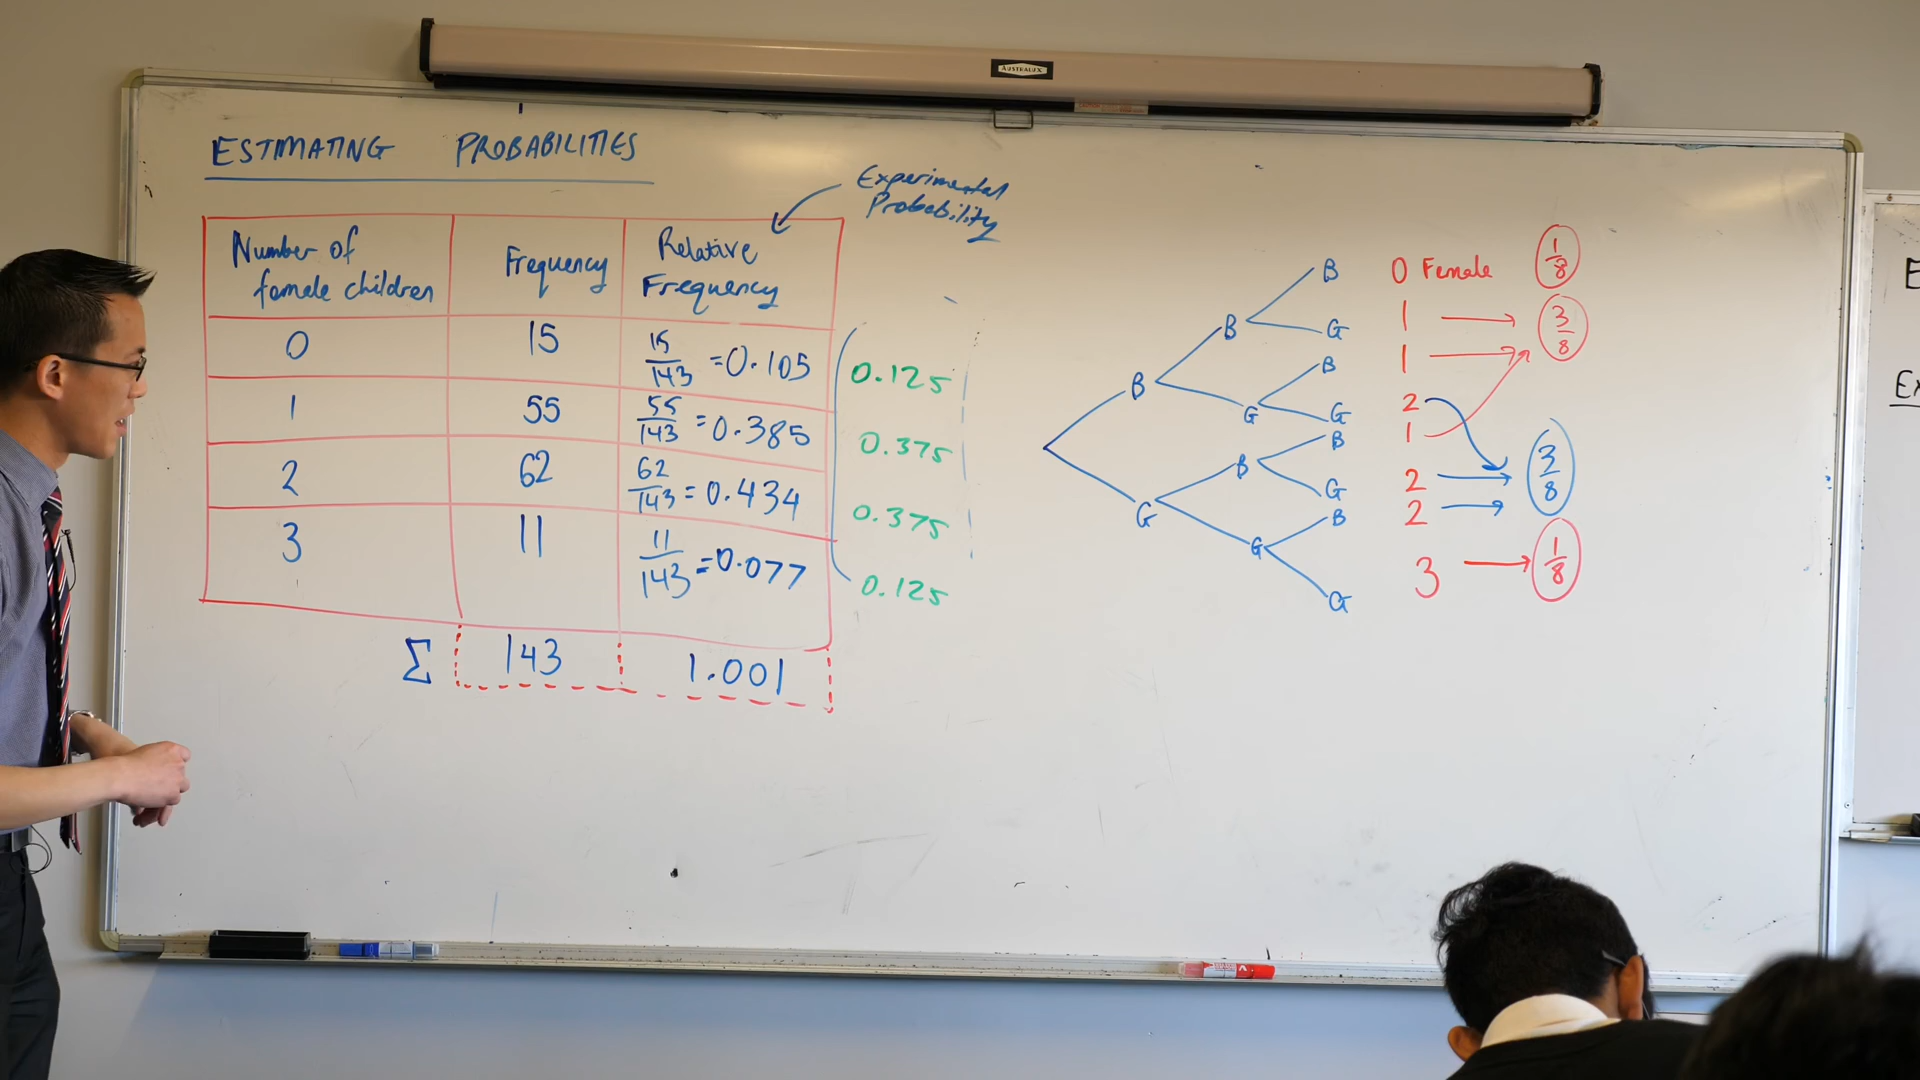 AUSTRALUX
ESTIMATING PROBABILITIES
Experimental
Probability
Number of
female children
Frequency
Relative
Frequency
0
15
15/143 = 0.105
0.125
1
55
55/143 = 0.385
0.375
2
62
62/143 = 0.434
0.375
3
11
11/143 = 0.077
0.125
Σ
143
1.001
B
G
B
G
B
G
B
G
B
G
B
G
B
G
0 Female
1/8
1
3/8
1
2
1
2
3/8
2
3
1/8